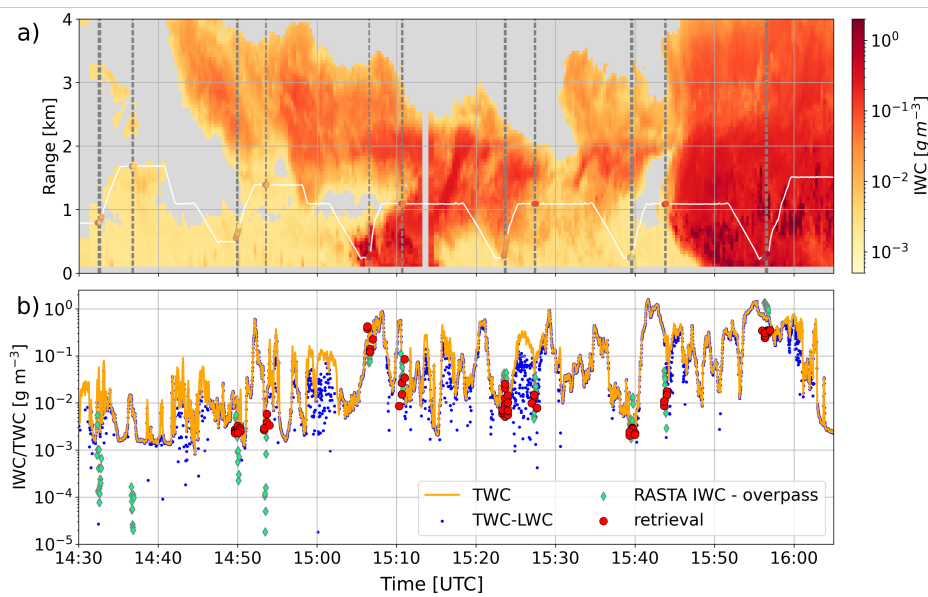 a)
4
3
2
1
0
Range [km]
10⁰
10⁻¹
10⁻²
10⁻³
IWC [g m⁻³]
b)
10⁰
10⁻¹
10⁻²
10⁻³
10⁻⁴
10⁻⁵
IWC/TWC [g m⁻³]
TWC
TWC-LWC
RASTA IWC - overpass
retrieval
14:30 14:40 14:50 15:00 15:10 15:20 15:30 15:40 15:50 16:00
Time [UTC]